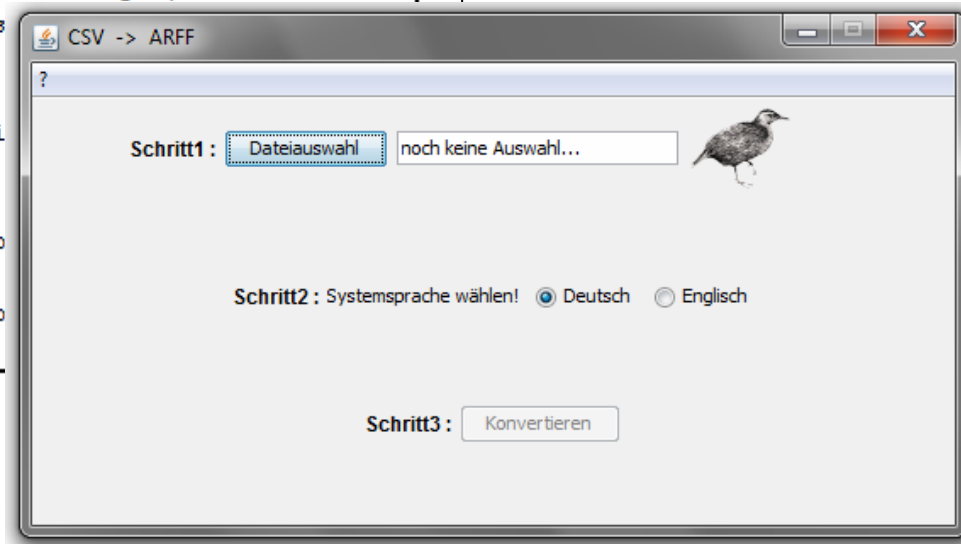 CSV -> ARFF
?
Schritt1 : Dateiauswahl noch keine Auswahl...
Schritt2 : Systemsprache wählen! Deutsch Englisch
Schritt3 : Konvertieren